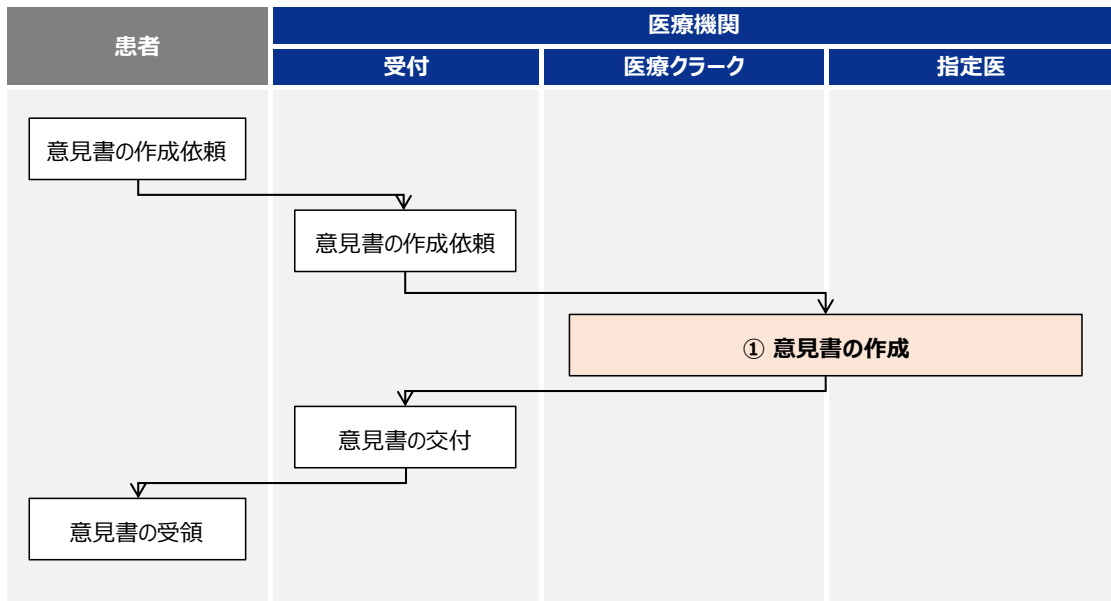 患者
医療機関
受付
医療クラーク
指定医
意見書の作成依頼
意見書の作成依頼
① 意見書の作成
意見書の交付
意見書の受領